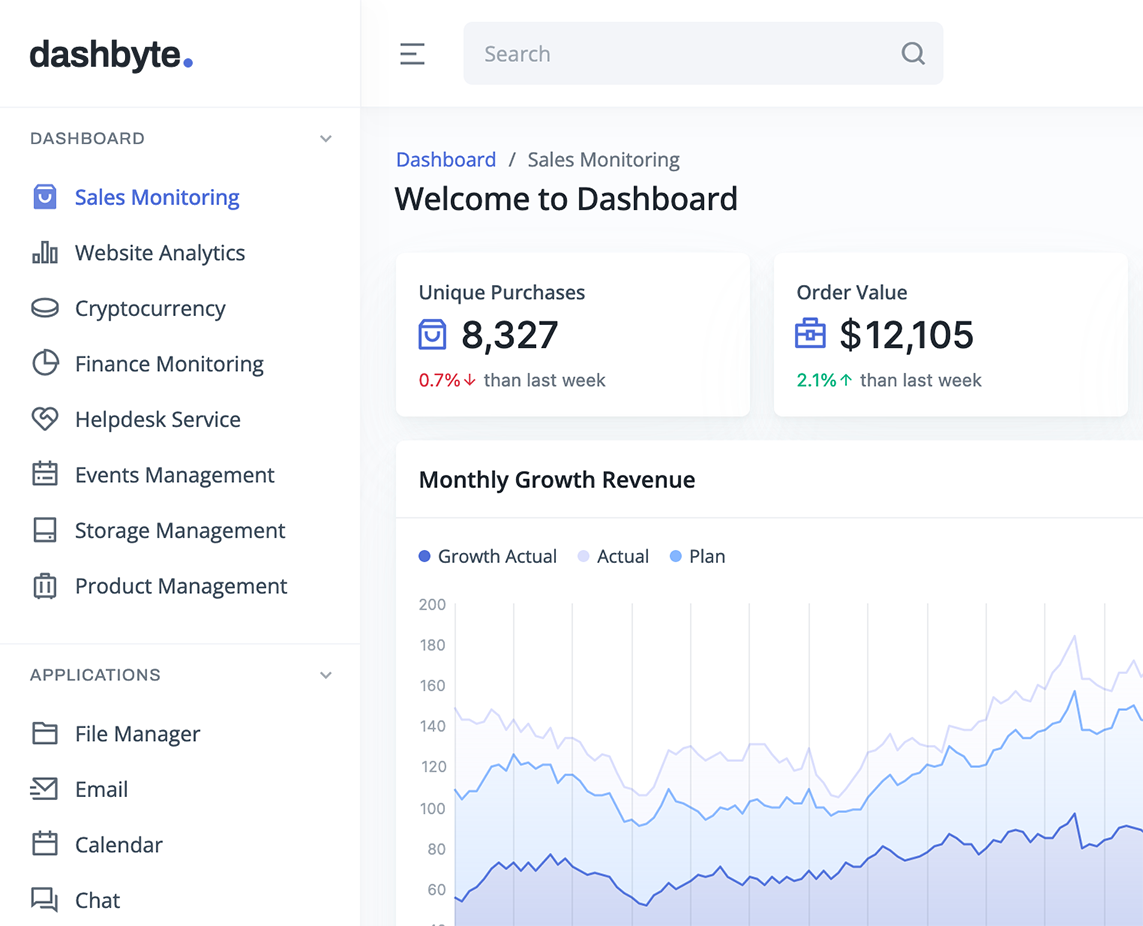 dashbyte.
Search
DASHBOARD
Sales Monitoring
Website Analytics
Cryptocurrency
Finance Monitoring
Helpdesk Service
Events Management
Storage Management
Product Management
APPLICATIONS
File Manager
Email
Calendar
Chat
Dashboard / Sales Monitoring
Welcome to Dashboard
Unique Purchases
8,327
0.7% than last week
Order Value
$12,105
2.1% than last week
Monthly Growth Revenue
Growth Actual Actual Plan
200
180
160
140
120
100
80
60